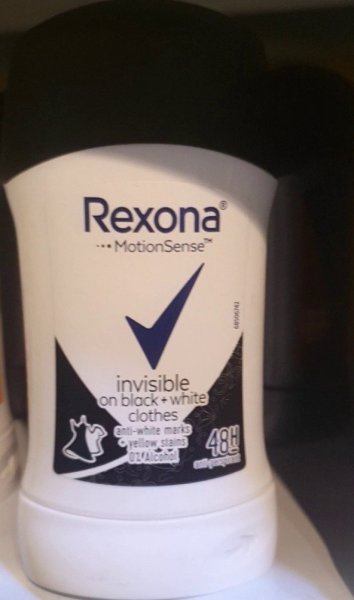 Rexona®
MotionSense™
invisible
on black + white
clothes
anti-white marks
+ yellow stains
0% Alcohol
48H